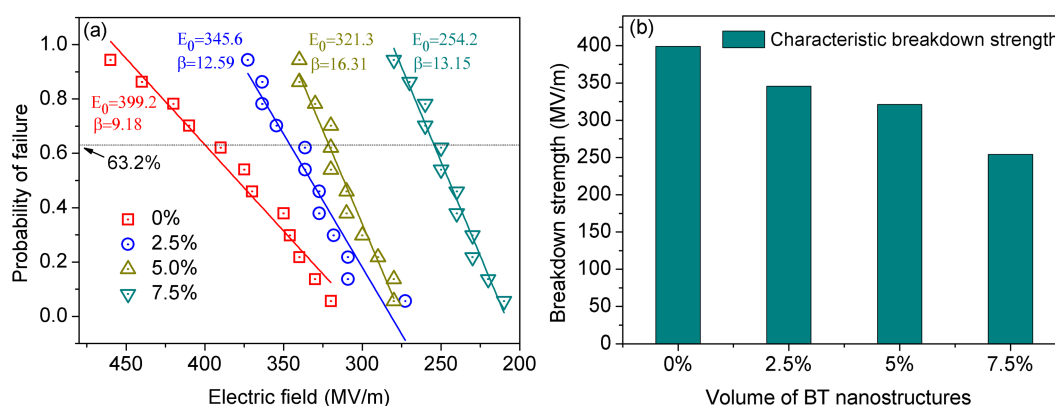 (a)
E0=345.6
β=12.59
E0=321.3
β=16.31
E0=254.2
β=13.15
E0=399.2
β=9.18
63.2%
0%
2.5%
5.0%
7.5%
1.0
0.8
0.6
0.4
0.2
0.0
Probability of failure
450
400
350
300
250
200
Electric field (MV/m)
(b)
Characteristic breakdown strength
400
350
300
250
200
150
100
50
0
Breakdown stremgth (MV/m)
0%
2.5%
5%
7.5%
Volume of BT nanostructures